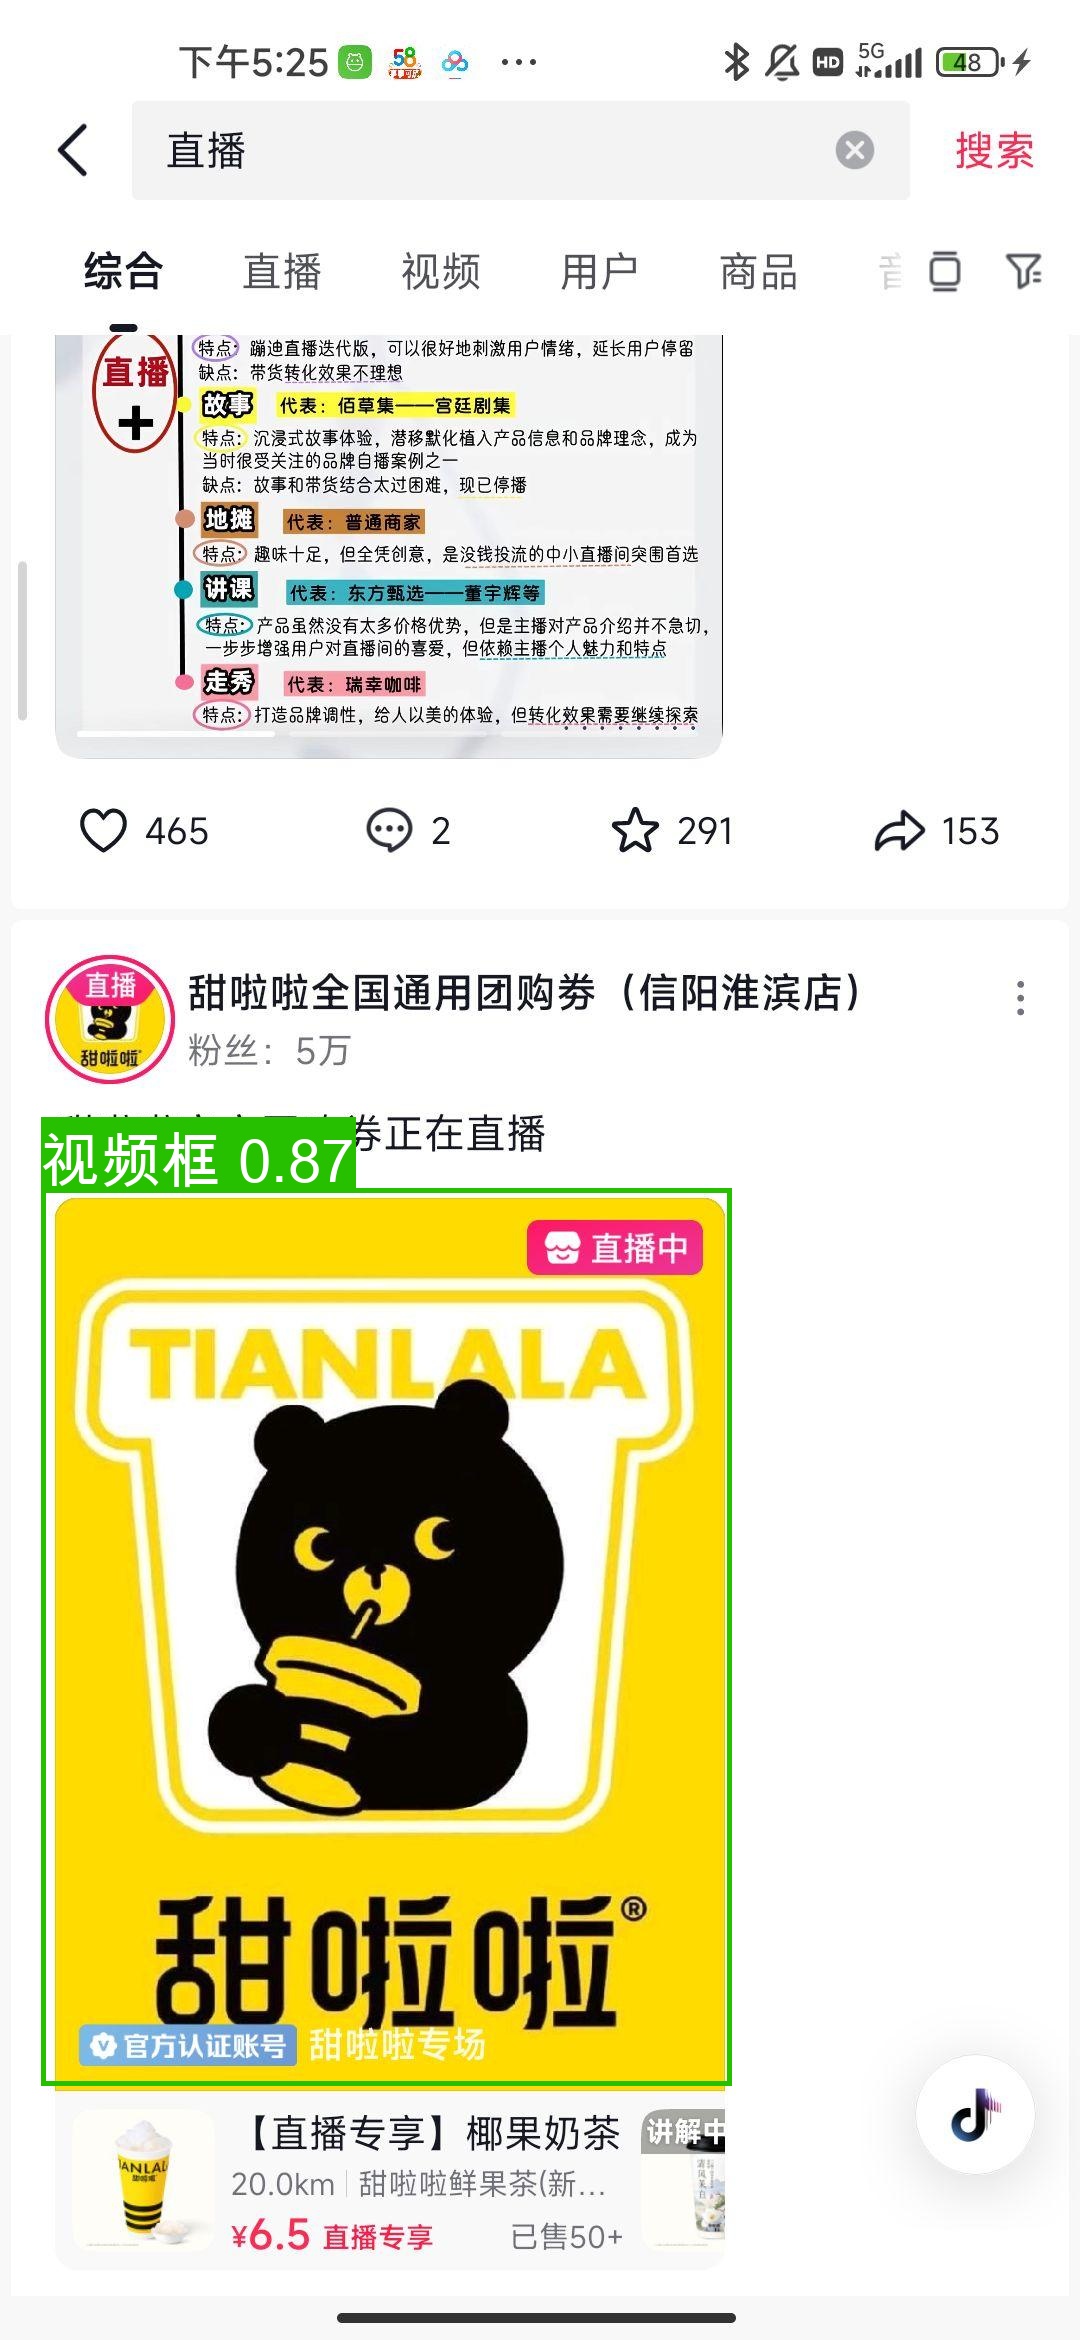 下午5:25
58
HD
5G
48
直播
搜索
综合
直播
视频
用户
商品
直播
+
特点：蹦迪直播迭代版，可以很好地刺激用户情绪，延长用户停留
缺点：带货转化效果不理想
故事 代表：佰草集——宫廷剧集
特点：沉浸式故事体验，潜移默化植入产品信息和品牌理念，成为
当时很受关注的品牌自播案例之一
缺点：故事和带货结合太过困难，现已停播
地摊 代表：普通商家
特点：趣味十足，但全凭创意，是没钱投流的中小直播间突围首选
讲课 代表：东方甄选——董宇辉等
特点：产品虽然没有太多价格优势，但是主播对产品介绍并不急切，
一步步增强用户对直播间的喜爱，但依赖主播个人魅力和特点
走秀 代表：瑞幸咖啡
特点：打造品牌调性，给人以美的体验，但转化效果需要继续探索
465
2
291
153
直播
甜啦啦
甜啦啦全国通用团购券（信阳淮滨店）
粉丝：5万
券正在直播
视频框 0.87
直播中
TIANLALA
甜啦啦®
官方认证账号
甜啦啦专场
【直播专享】椰果奶茶
讲解中
20.0km
甜啦啦鲜果茶(新...
¥6.5 直播专享
已售50+